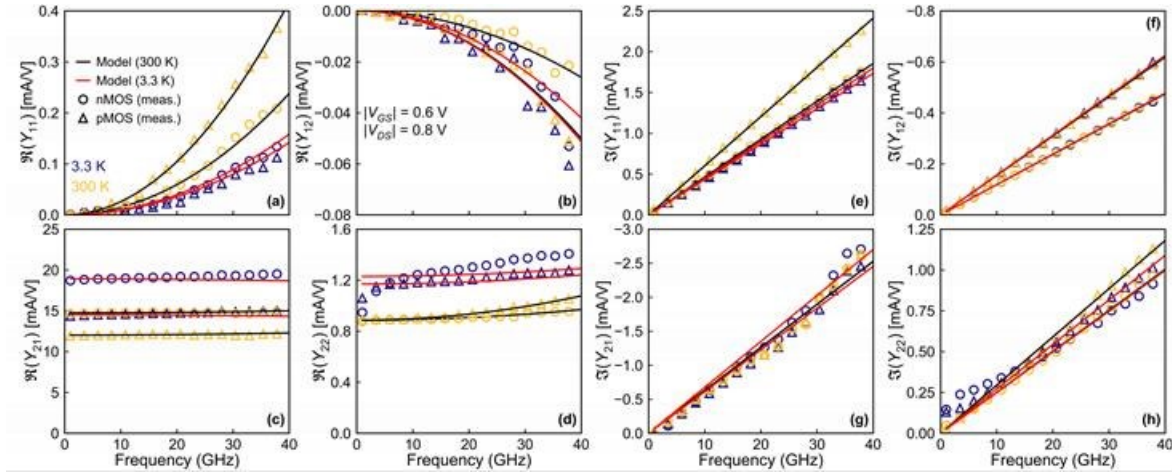 0.4
0.3
0.2
0.1
0.0
ℜ(Y₁₁) [mA/V]
Model (300 K)
Model (3.3 K)
nMOS (meas.)
pMOS (meas.)
3.3 K
300 K
(a)
0.00
−0.02
−0.04
−0.06
−0.08
ℜ(Y₁₂) [mA/V]
|V_GS| = 0.6 V
|V_DS| = 0.8 V
(b)
2.5
2.0
1.5
1.0
0.5
0.0
ℑ(Y₁₁) [mA/V]
(e)
−0.8
−0.6
−0.4
−0.2
0.0
ℑ(Y₁₂) [mA/V]
(f)
25
20
15
10
5
0
ℜ(Y₂₁) [mA/V]
(c)
0 10 20 30 40
Frequency (GHz)
1.6
1.4
1.2
1.0
0.8
0.6
0.4
ℜ(Y₂₂) [mA/V]
(d)
0 10 20 30 40
Frequency (GHz)
−3.0
−2.5
−2.0
−1.5
−1.0
−0.5
0.0
ℑ(Y₂₁) [mA/V]
(g)
0 10 20 30 40
Frequency (GHz)
1.25
1.00
0.75
0.50
0.25
0.00
ℑ(Y₂₂) [mA/V]
(h)
0 10 20 30 40
Frequency (GHz)